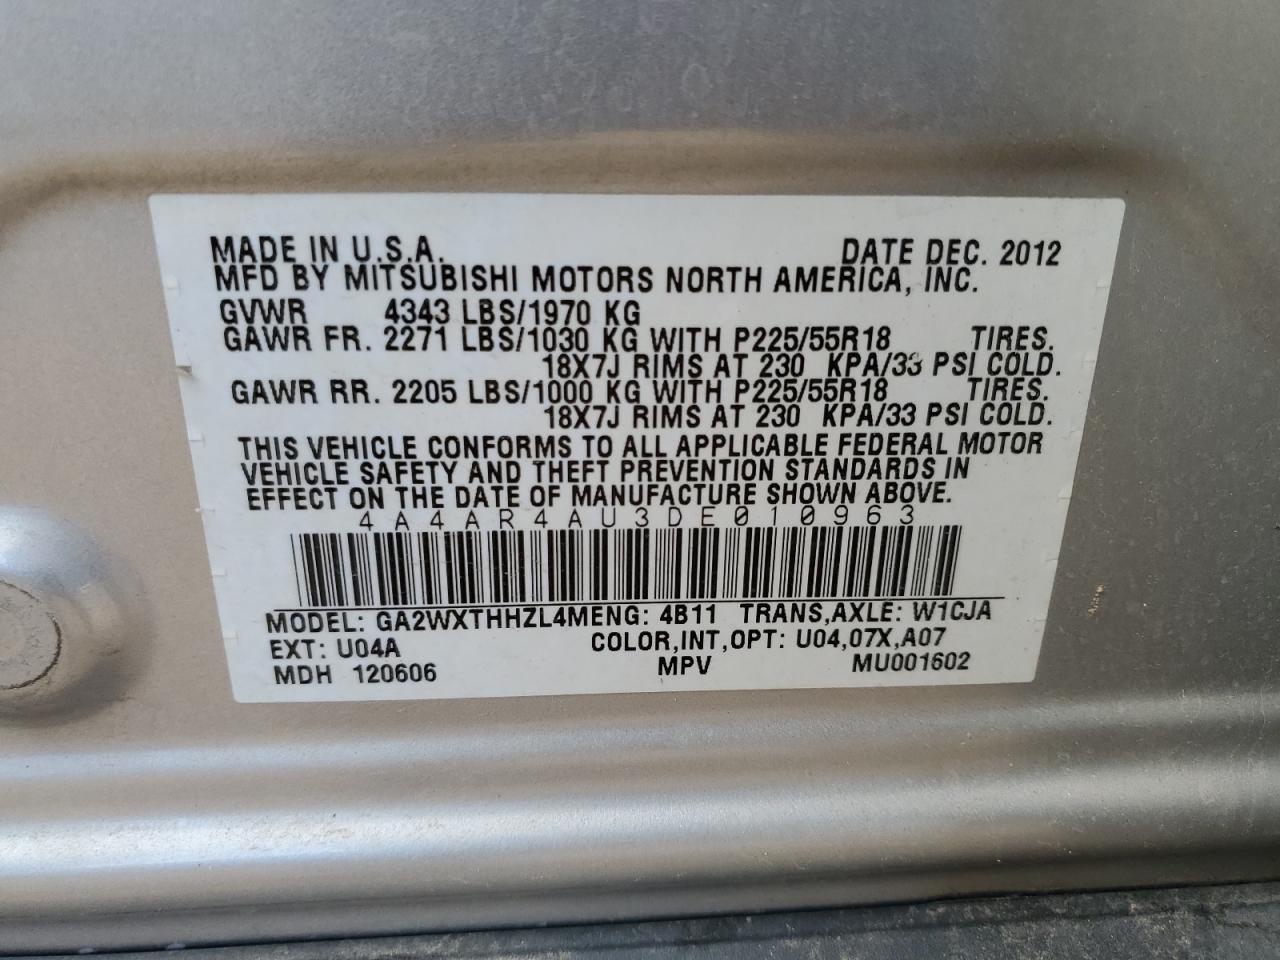 MADE IN U.S.A. DATE DEC. 2012
MFD BY MITSUBISHI MOTORS NORTH AMERICA, INC.
GVWR 4343 LBS/1970 KG
GAWR FR. 2271 LBS/1030 KG WITH P225/55R18 TIRES.
18X7J RIMS AT 230 KPA/33 PSI COLD.
GAWR RR. 2205 LBS/1000 KG WITH P225/55R18 TIRES.
18X7J RIMS AT 230 KPA/33 PSI COLD.
THIS VEHICLE CONFORMS TO ALL APPLICABLE FEDERAL MOTOR
VEHICLE SAFETY AND THEFT PREVENTION STANDARDS IN
EFFECT ON THE DATE OF MANUFACTURE SHOWN ABOVE.
4A4AR4AU3DE010963
MODEL: GA2WXTHHZL4MENG: 4B11 TRANS,AXLE: W1CJA
EXT: U04A COLOR,INT,OPT: U04,07X,A07
MDH 120606 MPV MU001602